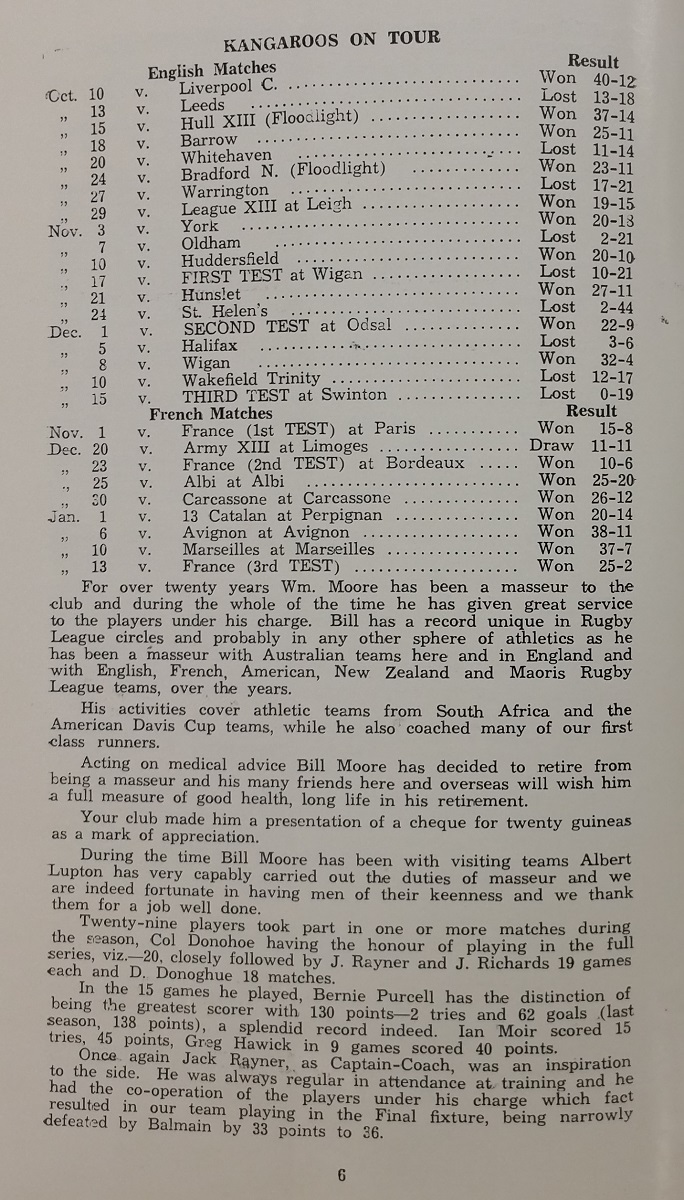 KANGAROOS ON TOUR
English Matches Result
Oct. 10 v. Liverpool C. .............................. Won 40-12
„ 13 v. Leeds .............................. Lost 13-18
„ 15 v. Hull XIII (Floodlight) .................. Won 37-14
„ 18 v. Barrow .............................. Won 25-11
„ 20 v. Whitehaven .............................. Lost 11-14
„ 24 v. Bradford N. (Floodlight) ............ Won 23-11
„ 27 v. Warrington .............................. Lost 17-21
„ 29 v. League XIII at Leigh .................. Won 19-15
Nov. 3 v. York .............................. Won 20-13
„ 7 v. Oldham .............................. Lost 2-21
„ 10 v. Huddersfield .............................. Won 20-10
„ 17 v. FIRST TEST at Wigan .................. Lost 10-21
„ 21 v. Hunslet .............................. Won 27-11
„ 24 v. St. Helen's .............................. Lost 2-44
Dec. 1 v. SECOND TEST at Odsal ............... Won 22-9
„ 5 v. Halifax .............................. Lost 3-6
„ 8 v. Wigan .............................. Won 32-4
„ 10 v. Wakefield Trinity ........................ Lost 12-17
„ 15 v. THIRD TEST at Swinton ............... Lost 0-19
French Matches Result
Nov. 1 v. France (1st TEST) at Paris ........... Won 15-8
Dec. 20 v. Army XIII at Limoges .................. Draw 11-11
„ 23 v. France (2nd TEST) at Bordeaux ..... Won 10-6
„ 25 v. Albi at Albi .............................. Won 25-20
„ 30 v. Carcassone at Carcassone .............. Won 26-12
Jan. 1 v. 13 Catalan at Perpignan ............... Won 20-14
„ 6 v. Avignon at Avignon .................... Won 38-11
„ 10 v. Marseilles at Marseilles ................ Won 37-7
„ 13 v. France (3rd TEST) ..................... Won 25-2
For over twenty years Wm. Moore has been a masseur to the
club and during the whole of the time he has given great service
to the players under his charge. Bill has a record unique in Rugby
League circles and probably in any other sphere of athletics as he
has been a masseur with Australian teams here and in England and
with English, French, American, New Zealand and Maoris Rugby
League teams, over the years.
His activities cover athletic teams from South Africa and the
American Davis Cup teams, while he also coached many of our first
class runners.
Acting on medical advice Bill Moore has decided to retire from
being a masseur and his many friends here and overseas will wish him
a full measure of good health, long life in his retirement.
Your club made him a presentation of a cheque for twenty guineas
as a mark of appreciation.
During the time Bill Moore has been with visiting teams Albert
Lupton has very capably carried out the duties of masseur and we
are indeed fortunate in having men of their keenness and we thank
them for a job well done.
Twenty-nine players took part in one or more matches during
the season, Col Donohoe having the honour of playing in the full
series, viz.—20, closely followed by J. Rayner and J. Richards 19 games
each and D. Donoghue 18 matches.
In the 15 games he played, Bernie Purcell has the distinction of
being the greatest scorer with 130 points—2 tries and 62 goals (last
season, 138 points), a splendid record indeed. Ian Moir scored 15
tries, 45 points, Greg Hawick in 9 games scored 40 points.
Once again Jack Rayner, as Captain-Coach, was an inspiration
to the side. He was always regular in attendance at training and he
had the co-operation of the players under his charge which fact
resulted in our team playing in the Final fixture, being narrowly
defeated by Balmain by 33 points to 36.
6